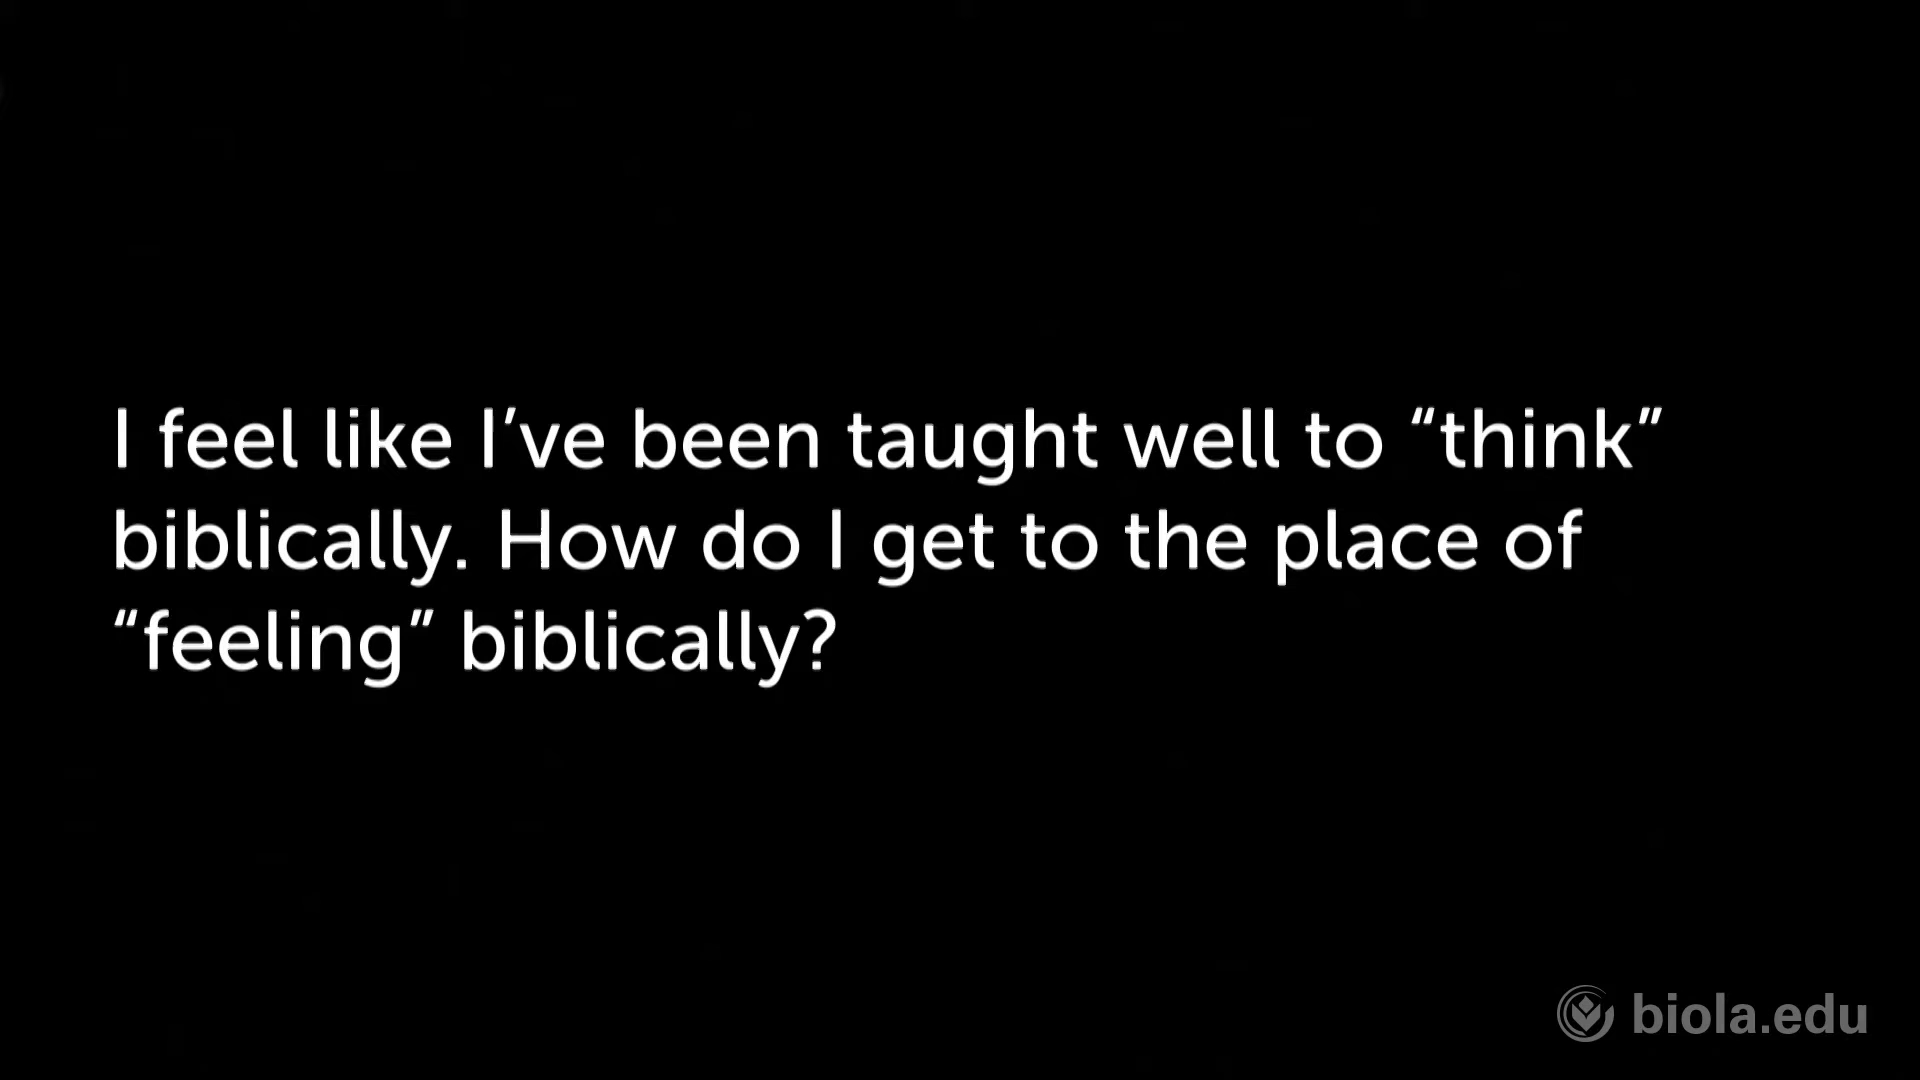 I feel like I’ve been taught well to “think”
biblically. How do I get to the place of
“feeling” biblically?
biola.edu